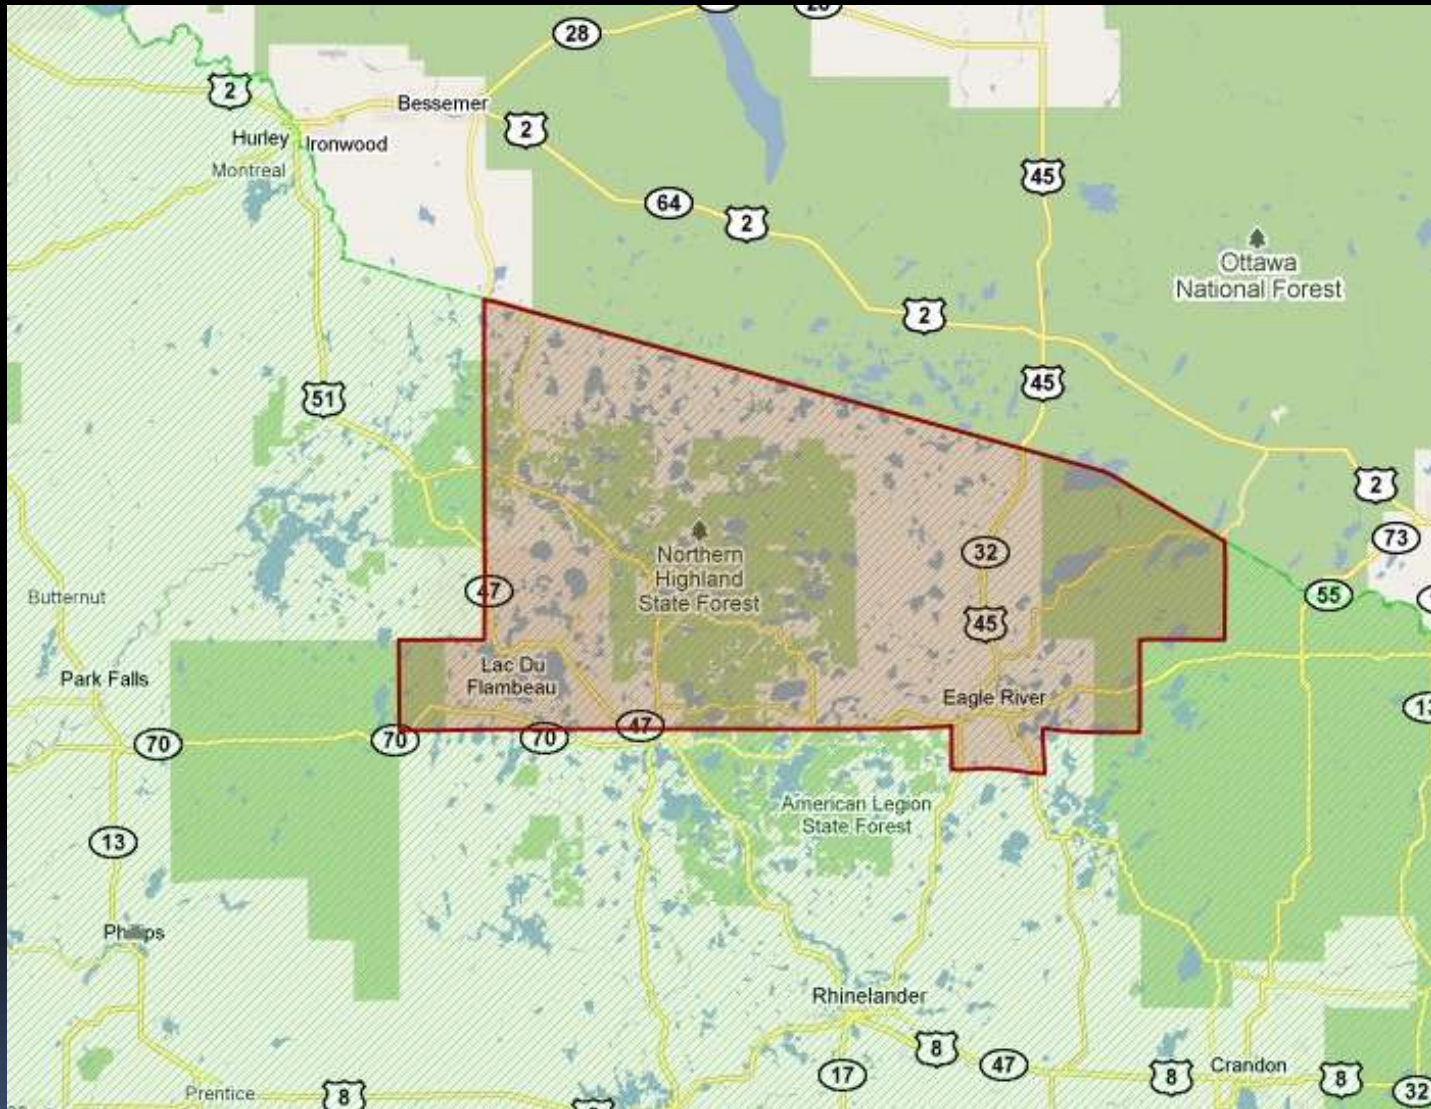 28
2
Bessemer
2
Hurley
Ironwood
Montreal
45
64
2
Ottawa
National Forest
2
45
51
2
32
73
Northern
Highland
State Forest
47
55
Butternut
45
Lac Du
Flambeau
Park Falls
Eagle River
47
70
70
70
American Legion
State Forest
13
Phillips
Rhinelander
8
47
17
8
Crandon
8
32
Prentice
8